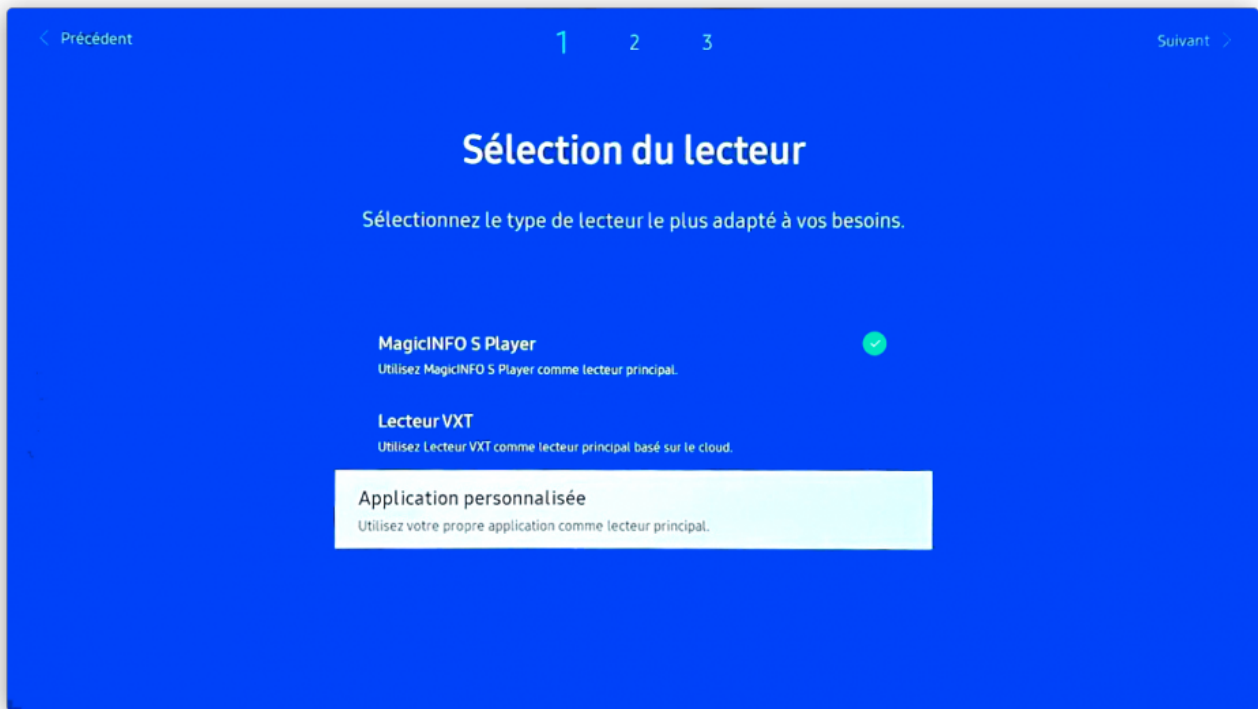 Précédent
1 2 3
Suivant
Sélection du lecteur
Sélectionnez le type de lecteur le plus adapté à vos besoins.
MagicINFO S Player
Utilisez MagicINFO S Player comme lecteur principal.
Lecteur VXT
Utilisez Lecteur VXT comme lecteur principal basé sur le cloud.
Application personnalisée
Utilisez votre propre application comme lecteur principal.